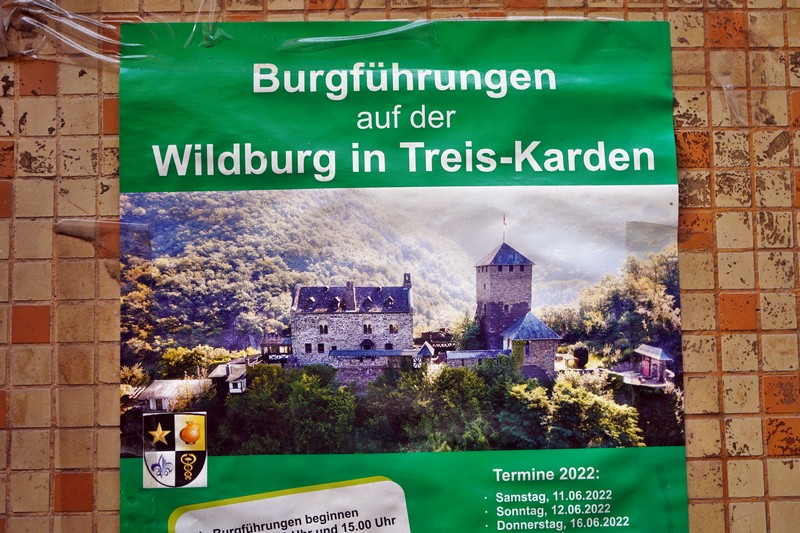 Burgführungen
auf der
Wildburg in Treis-Karden
Burgführungen beginnen
Uhr und 15.00 Uhr
Termine 2022:
· Samstag, 11.06.2022
· Sonntag, 12.06.2022
· Donnerstag, 16.06.2022